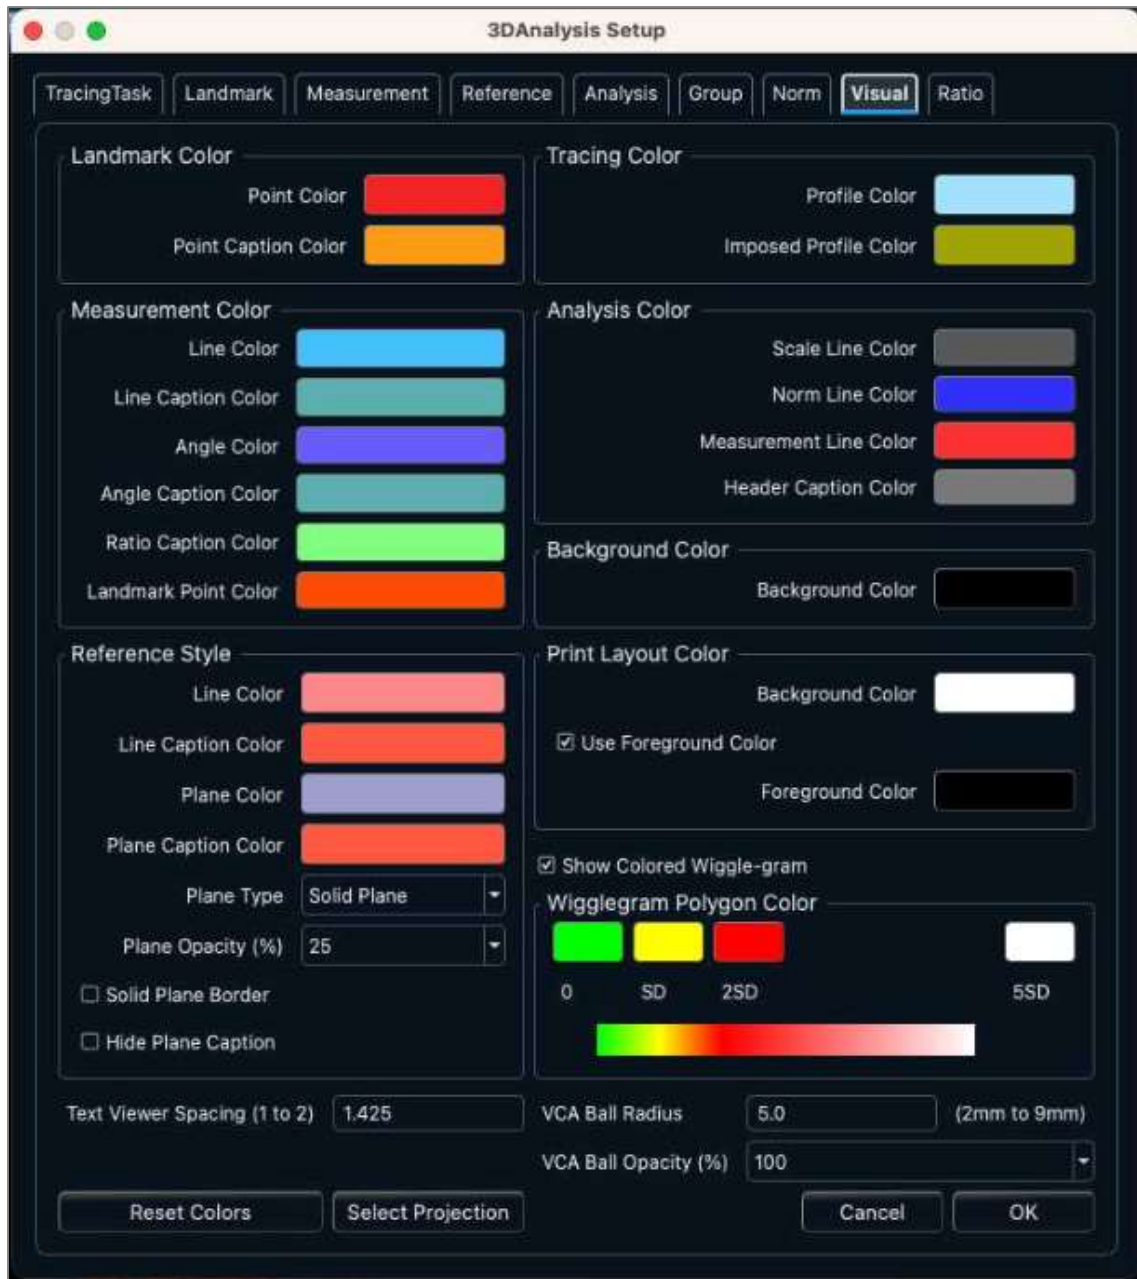 3DAnalysis Setup
TracingTask Landmark Measurement Reference Analysis Group Norm Visual Ratio
Landmark Color
Point Color
Point Caption Color
Tracing Color
Profile Color
Imposed Profile Color
Measurement Color
Line Color
Line Caption Color
Angle Color
Angle Caption Color
Ratio Caption Color
Landmark Point Color
Analysis Color
Scale Line Color
Norm Line Color
Measurement Line Color
Header Caption Color
Background Color
Background Color
Reference Style
Line Color
Line Caption Color
Plane Color
Plane Caption Color
Plane Type Solid Plane
Plane Opacity (%) 25
Solid Plane Border
Hide Plane Caption
Print Layout Color
Background Color
Use Foreground Color
Foreground Color
Show Colored Wiggle-gram
Wigglegram Polygon Color
0 SD 2SD 5SD
Text Viewer Spacing (1 to 2) 1.425
VCA Ball Radius 5.0 (2mm to 9mm)
VCA Ball Opacity (%) 100
Reset Colors Select Projection Cancel OK